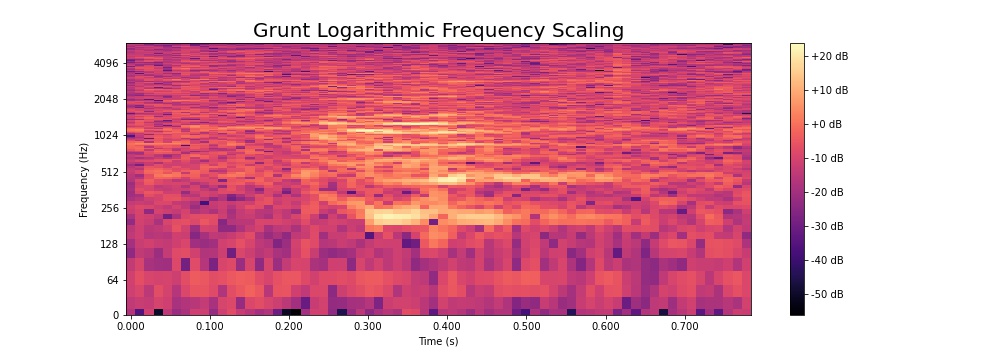 Grunt Logarithmic Frequency Scaling
Frequency (Hz)
4096
2048
1024
512
256
128
64
0
0.000 0.100 0.200 0.300 0.400 0.500 0.600 0.700
Time (s)
+20 dB
+10 dB
+0 dB
-10 dB
-20 dB
-30 dB
-40 dB
-50 dB